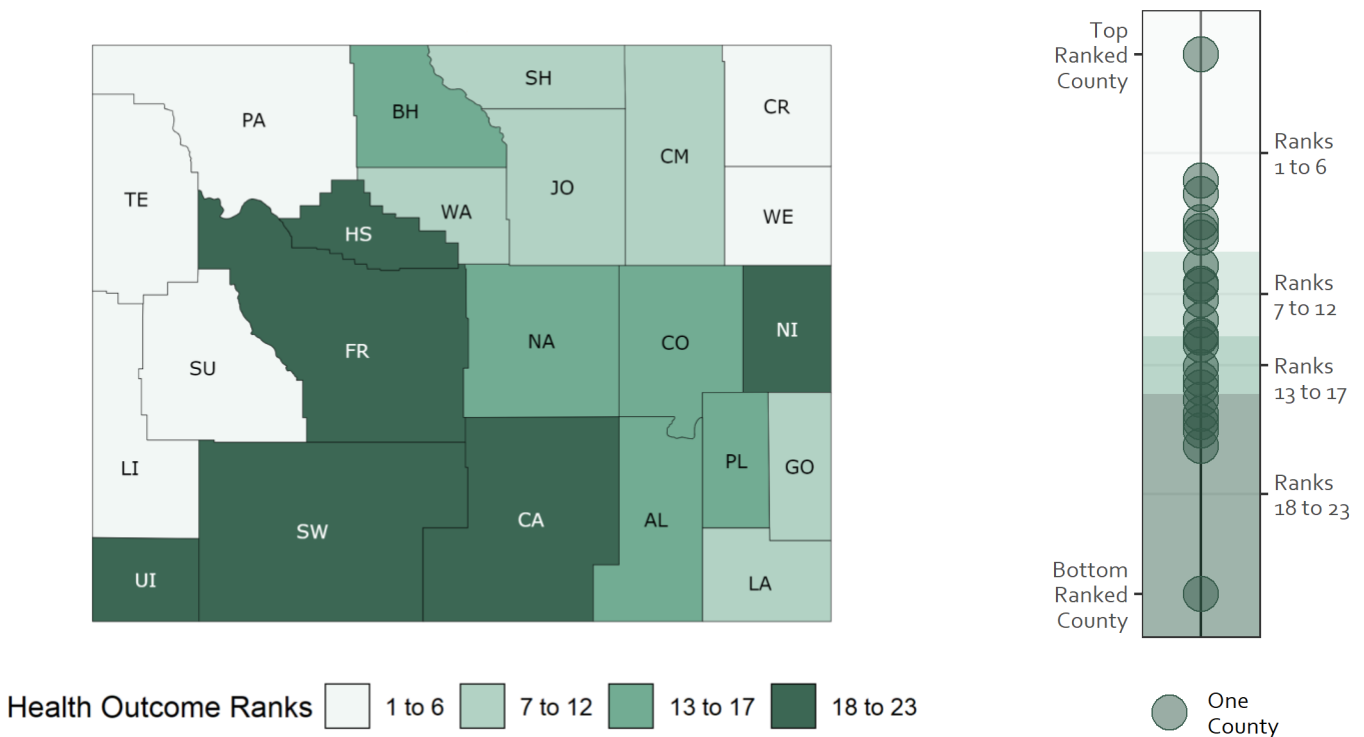 SH
PA
BH
CR
CM
JO
TE
WA
WE
HS
NI
NA
CO
FR
SU
PL
GO
LI
CA
AL
SW
UI
LA
Health Outcome Ranks
1 to 6
7 to 12
13 to 17
18 to 23
Top
Ranked
County
Ranks
1 to 6
Ranks
7 to 12
Ranks
13 to 17
Ranks
18 to 23
Bottom
Ranked
County
One
County